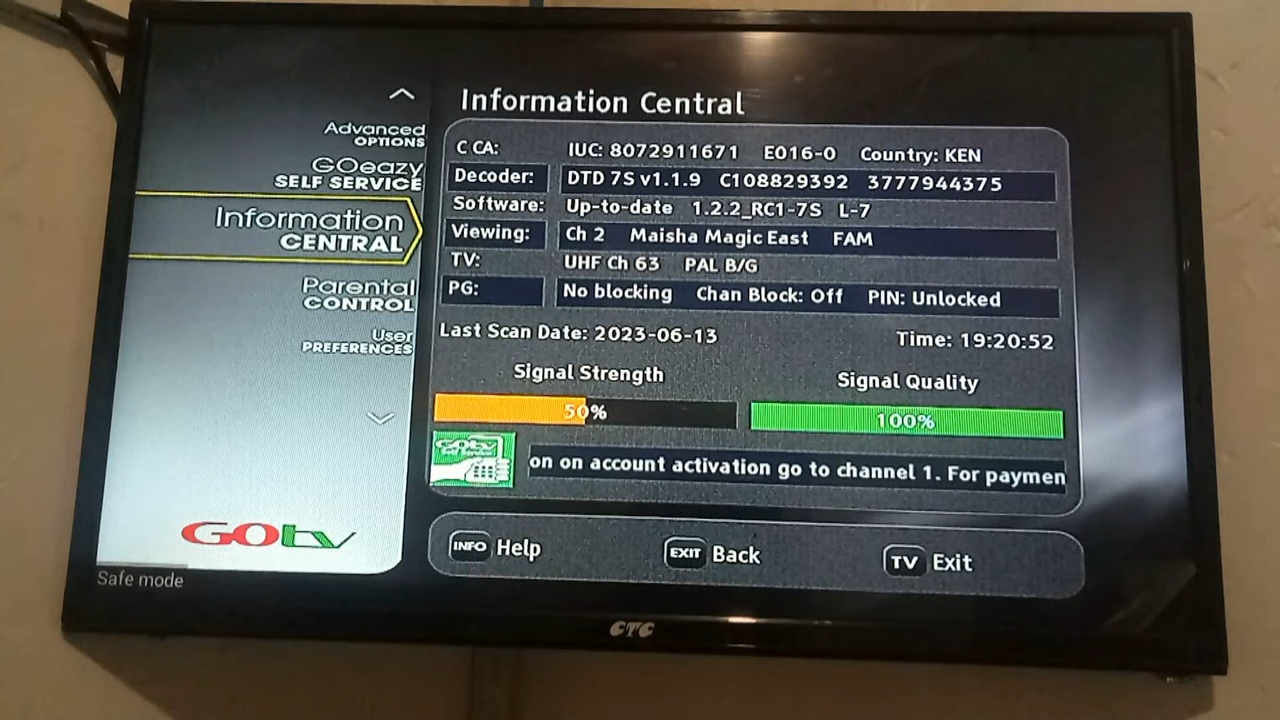 Advanced
OPTIONS
GOeazy
SELF SERVICE
Information
CENTRAL
Parental
CONTROL
User
PREFERENCES
GOtv
Safe mode
Information Central
C CA: IUC: 8072911671 E016-0 Country: KEN
Decoder: DTD 7S v1.1.9 C108829392 3777944375
Software: Up-to-date 1.2.2_RC1-7S L-7
Viewing: Ch 2 Maisha Magic East FAM
TV: UHF Ch 63 PAL B/G
PG: No blocking Chan Block: Off PIN: Unlocked
Last Scan Date: 2023-06-13 Time: 19:20:52
Signal Strength Signal Quality
50% 100%
GOtv
Self Service
on on account activation go to channel 1. For paymen
INFO Help EXIT Back TV Exit
CTC